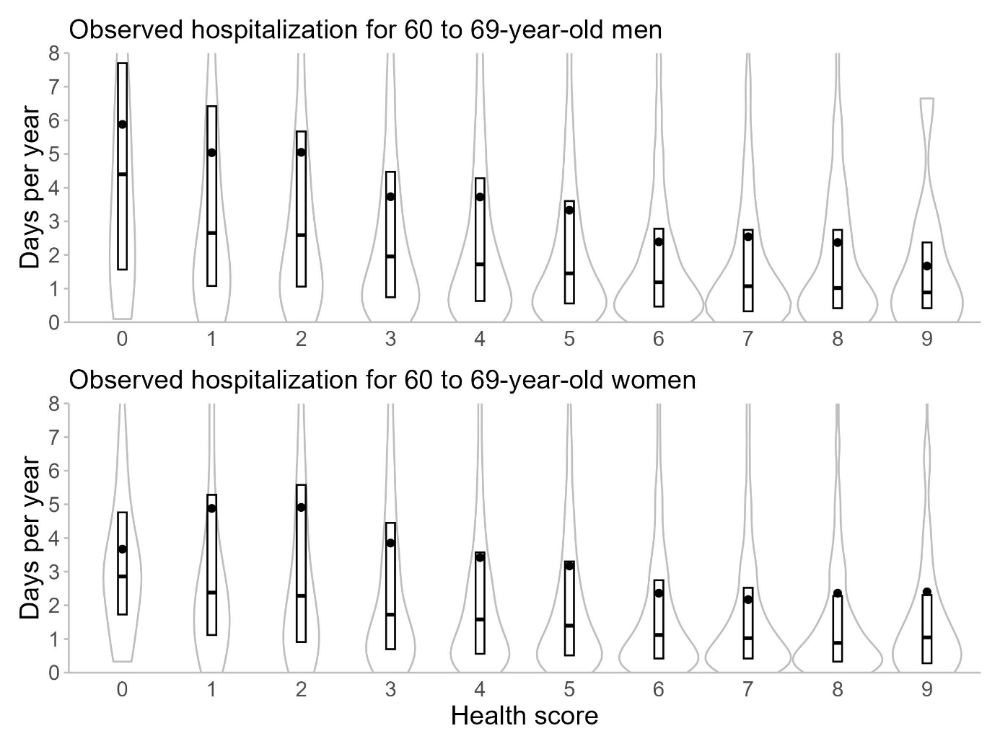 Observed hospitalization for 60 to 69-year-old men
Days per year
8
7
6
5
4
3
2
1
0
0 1 2 3 4 5 6 7 8 9
Observed hospitalization for 60 to 69-year-old women
Days per year
8
7
6
5
4
3
2
1
0
0 1 2 3 4 5 6 7 8 9
Health score